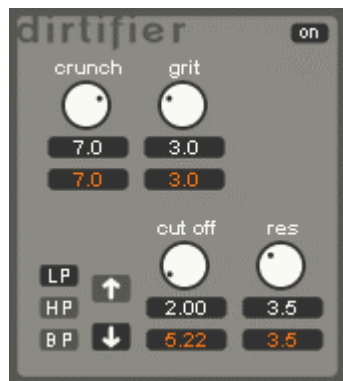 dirtifier on
crunch grit
7.0 3.0
7.0 3.0
cut off res
LP
HP 2.00 3.5
BP 5.22 3.5